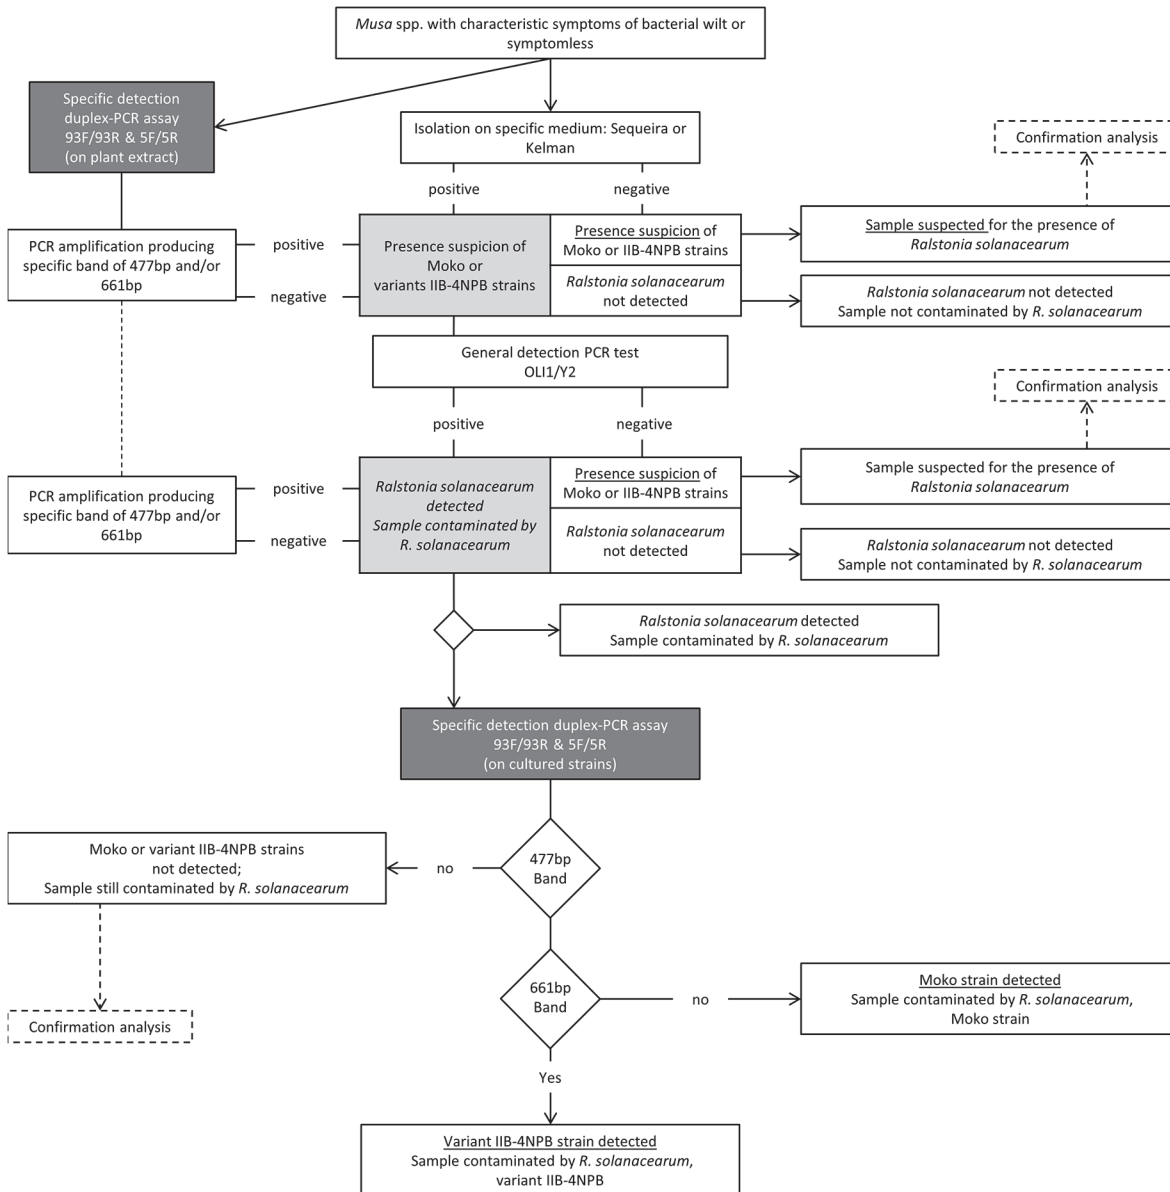 Musa spp. with characteristic symptoms of bacterial wilt or
symptomless
Specific detection
duplex-PCR assay
93F/93R & 5F/5R
(on plant extract)
Isolation on specific medium: Sequeira or
Kelman
Confirmation analysis
positive
negative
PCR amplification producing
specific band of 477bp and/or
661bp
positive
negative
Presence suspicion of
Moko or
variants IIB-4NPB strains
Presence suspicion of
Moko or IIB-4NPB strains
Ralstonia solanacearum
not detected
Sample suspected for the presence of
Ralstonia solanacearum
Ralstonia solanacearum not detected
Sample not contaminated by R. solanacearum
General detection PCR test
OLI1/Y2
Confirmation analysis
positive
negative
PCR amplification producing
specific band of 477bp and/or
661bp
positive
negative
Ralstonia solanacearum
detected
Sample contaminated by
R. solanacearum
Presence suspicion of
Moko or IIB-4NPB strains
Ralstonia solanacearum
not detected
Sample suspected for the presence of
Ralstonia solanacearum
Ralstonia solanacearum not detected
Sample not contaminated by R. solanacearum
Ralstonia solanacearum detected
Sample contaminated by R. solanacearum
Specific detection duplex-PCR assay
93F/93R & 5F/5R
(on cultured strains)
477bp
Band
no
Moko or variant IIB-4NPB strains
not detected;
Sample still contaminated by R. solanacearum
Confirmation analysis
661bp
Band
no
Moko strain detected
Sample contaminated by R. solanacearum,
Moko strain
Yes
Variant IIB-4NPB strain detected
Sample contaminated by R. solanacearum,
variant IIB-4NPB